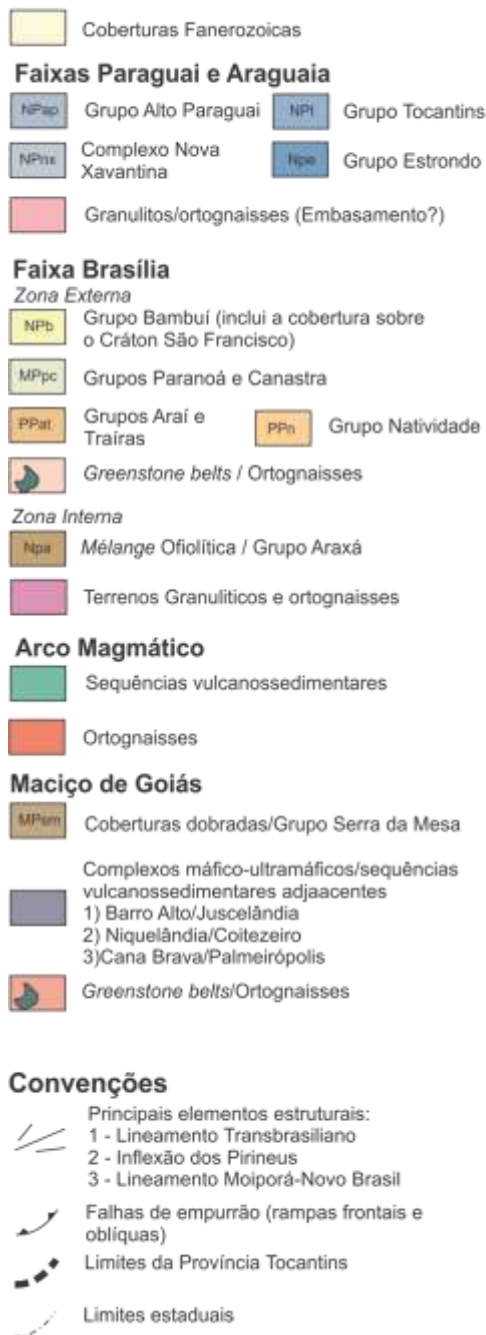 Coberturas Fanerozoicas
Faixas Paraguai e Araguaia
NPap Grupo Alto Paraguai NPt Grupo Tocantins
NPnx Complexo Nova
Xavantina
Npe Grupo Estrondo
Granulitos/ortognaisses (Embasamento?)
Faixa Brasília
Zona Externa
NPb Grupo Bambuí (inclui a cobertura sobre
o Cráton São Francisco)
MPpc Grupos Paranoá e Canastra
PPat Grupos Araí e
Traíras
PPn Grupo Natividade
Greenstone belts / Ortognaisses
Zona Interna
Npa Mélange Ofiolítica / Grupo Araxá
Terrenos Granuliticos e ortognaisses
Arco Magmático
Sequências vulcanossedimentares
Ortognaisses
Maciço de Goiás
MPsm Coberturas dobradas/Grupo Serra da Mesa
Complexos máfico-ultramáficos/sequências
vulcanossedimentares adjaacentes
1) Barro Alto/Juscelândia
2) Niquelândia/Coitezeiro
3)Cana Brava/Palmeirópolis
Greenstone belts/Ortognaisses
Convenções
Principais elementos estruturais:
1 - Lineamento Transbrasiliano
2 - Inflexão dos Pirineus
3 - Lineamento Moiporá-Novo Brasil
Falhas de empurrão (rampas frontais e
oblíquas)
Limites da Província Tocantins
Limites estaduais